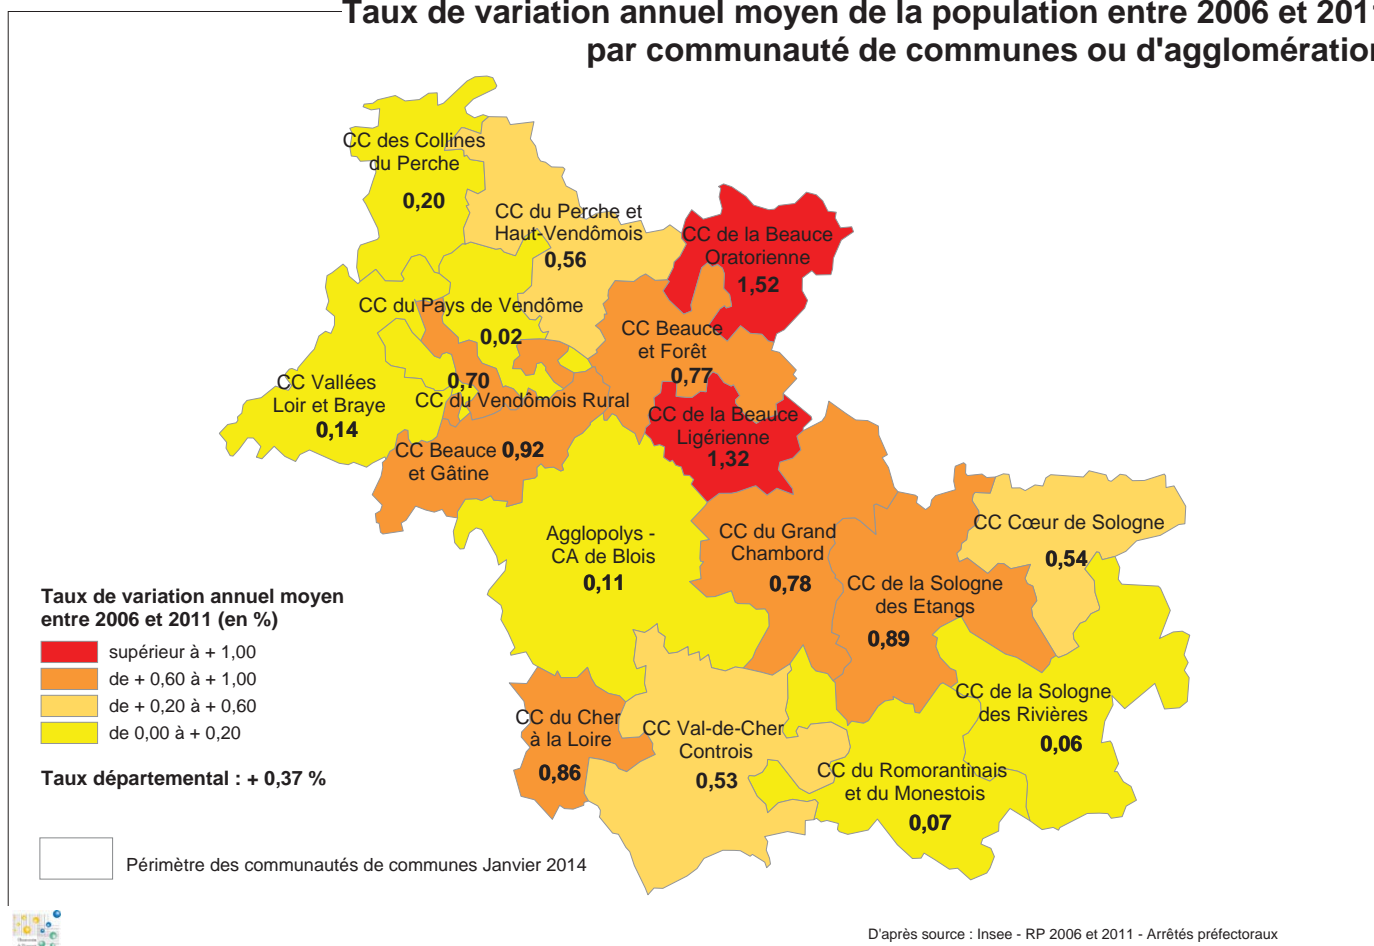 Taux de variation annuel moyen de la population entre 2006 et 201
par communauté de communes ou d'agglomération
CC des Collines
du Perche
0,20
CC du Perche et
Haut-Vendômois
0,56
CC de la Beauce
Oratorienne
1,52
CC du Pays de Vendôme
0,02
CC Beauce
et Forêt
0,77
CC Vallées
Loir et Braye
0,14
0,70
CC du Vendômois Rural
CC de la Beauce
Ligérienne
1,32
CC Beauce 0,92
et Gâtine
Agglopolys -
CA de Blois
0,11
CC du Grand
Chambord
0,78
CC Cœur de Sologne
0,54
CC de la Sologne
des Etangs
0,89
CC de la Sologne
des Rivières
0,06
CC du Cher
à la Loire
0,86
CC Val-de-Cher
Controis
0,53
CC du Romorantinais
et du Monestois
0,07
Taux de variation annuel moyen
entre 2006 et 2011 (en %)
supérieur à + 1,00
de + 0,60 à + 1,00
de + 0,20 à + 0,60
de 0,00 à + 0,20
Taux départemental : + 0,37 %
Périmètre des communautés de communes Janvier 2014
D'après source : Insee - RP 2006 et 2011 - Arrêtés préfectoraux